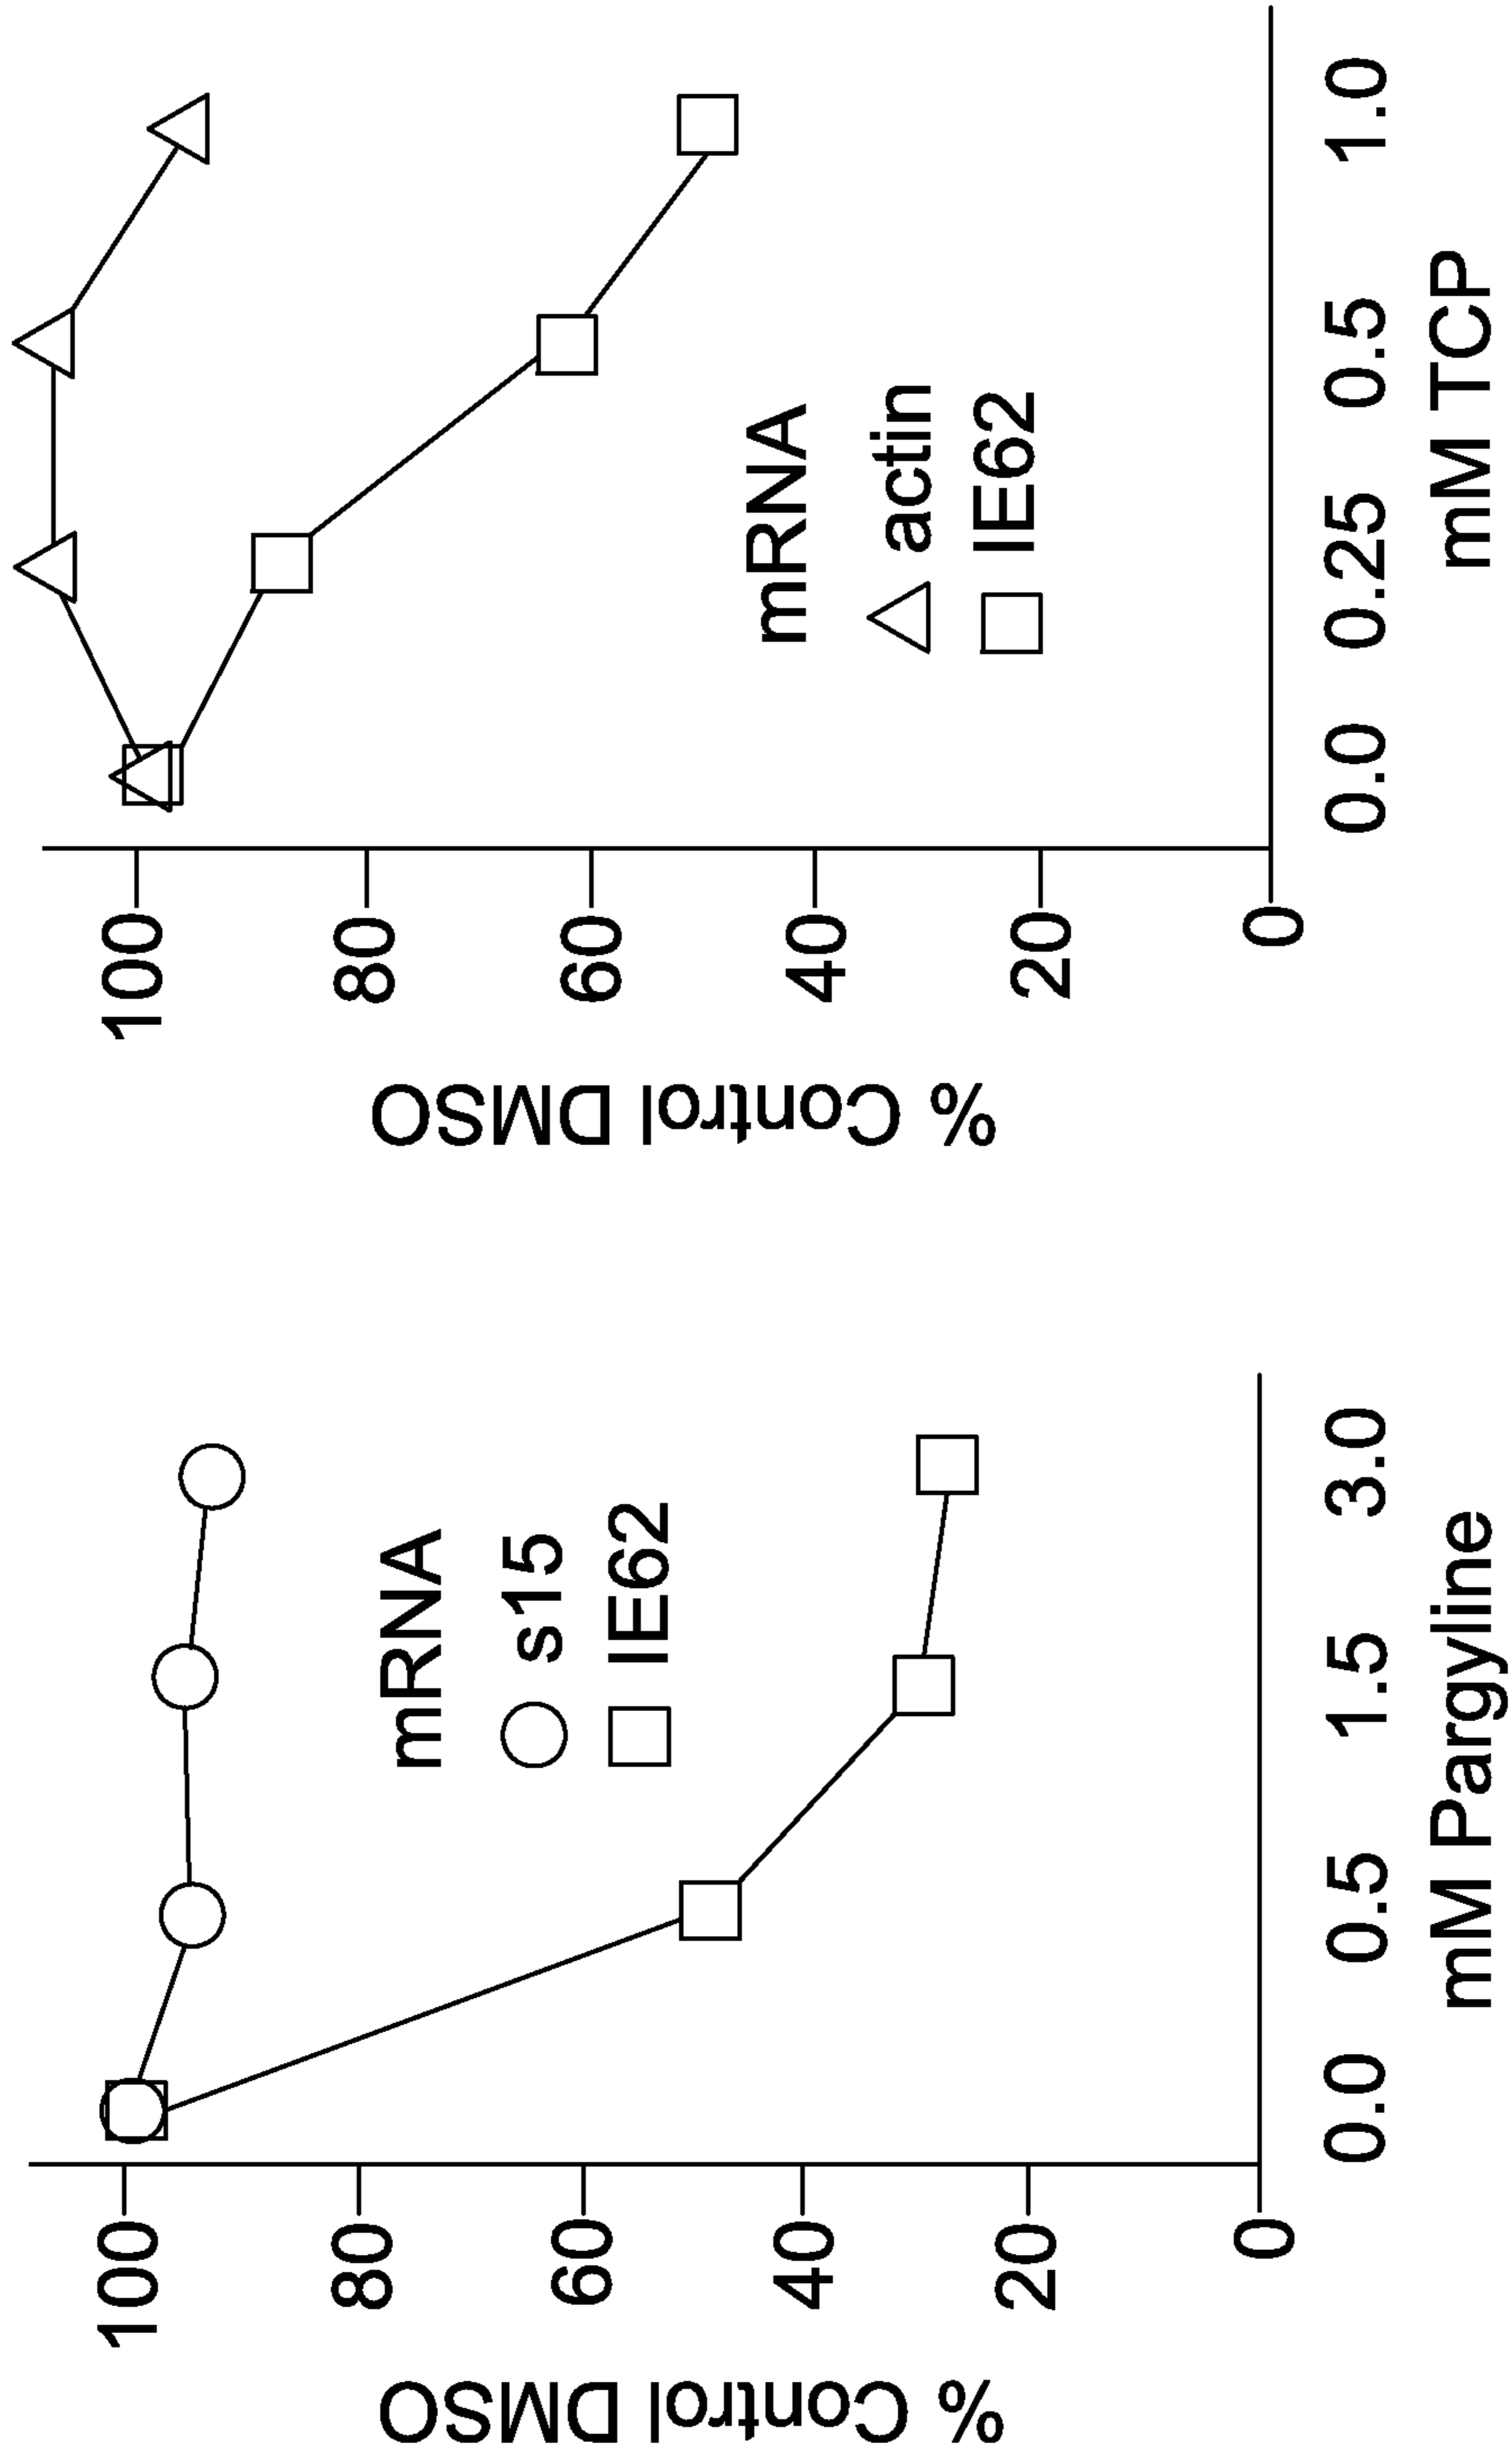 % Control DMSO
100
80
60
40
20
0
mRNA
s15
IE62
0.0 0.5 1.5 3.0
mM Pargyline
% Control DMSO
100
80
60
40
20
0
mRNA
actin
IE62
0.0 0.25 0.5 1.0
mM TCP